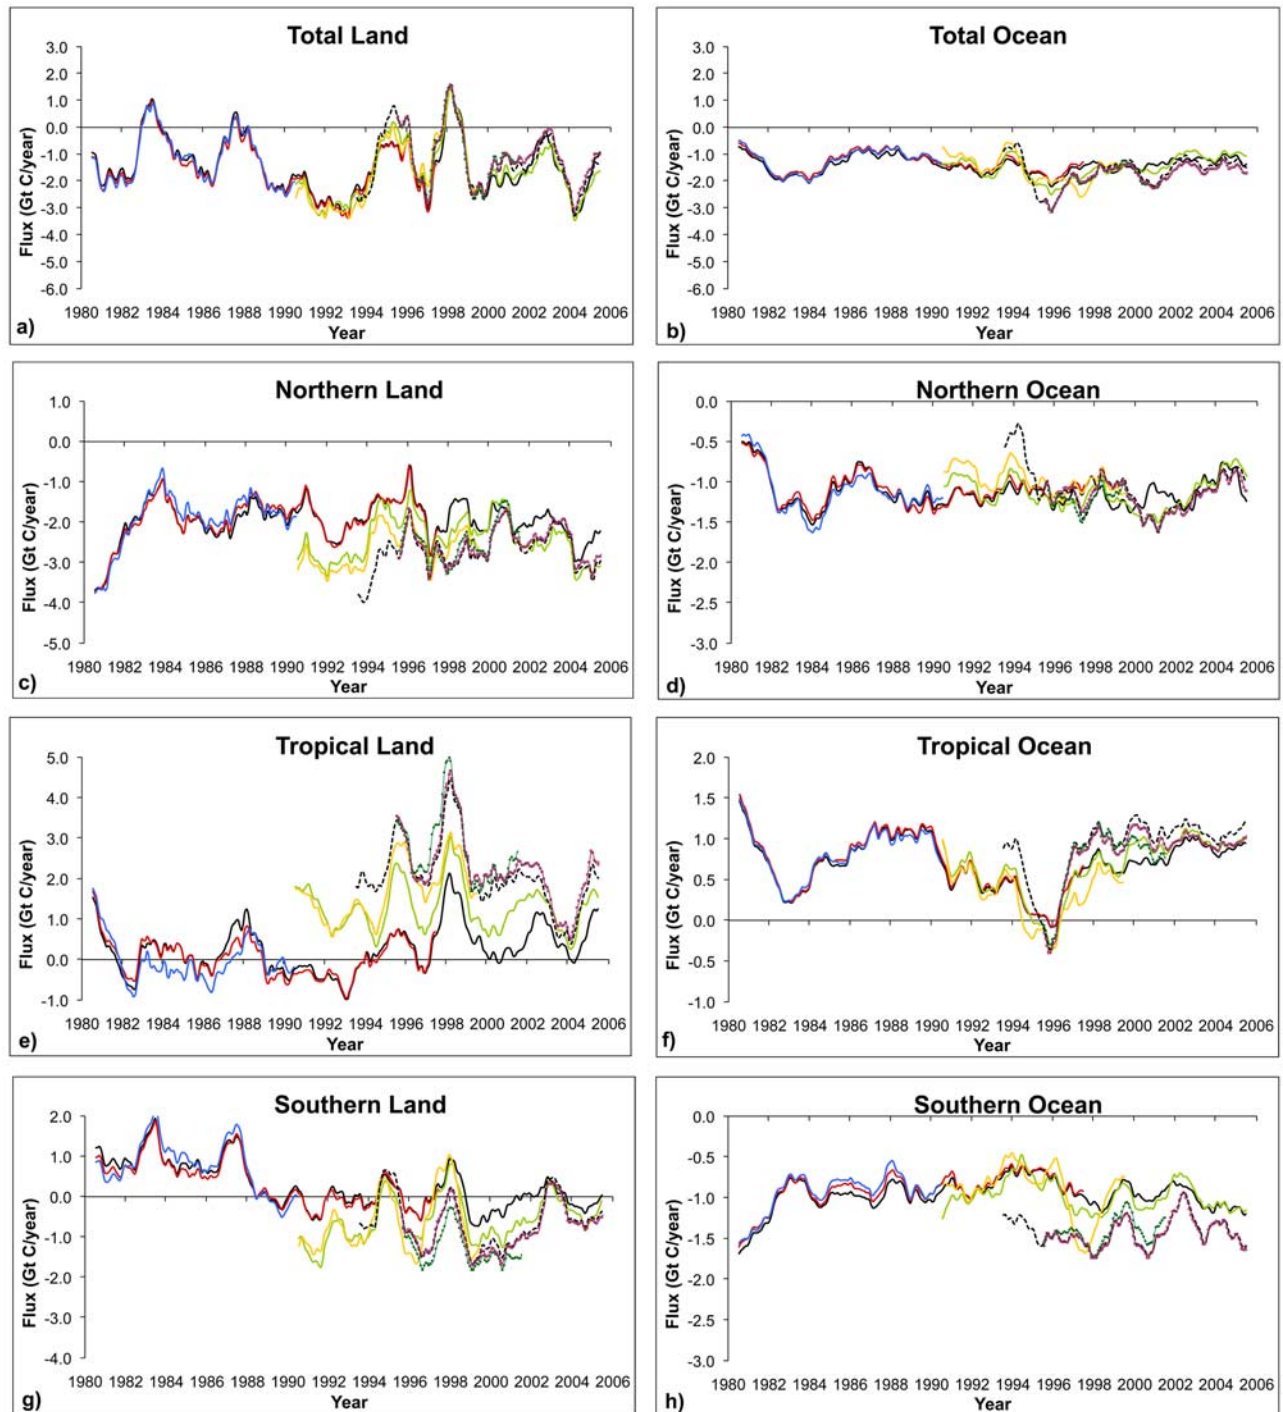 Total Land
3.0
2.0
1.0
0.0
-1.0
-2.0
-3.0
-4.0
-5.0
-6.0
Flux (Gt C/year)
1980 1982 1984 1986 1988 1990 1992 1994 1996 1998 2000 2002 2004 2006
Year
a)
Total Ocean
3.0
2.0
1.0
0.0
-1.0
-2.0
-3.0
-4.0
-5.0
-6.0
Flux (Gt C/year)
1980 1982 1984 1986 1988 1990 1992 1994 1996 1998 2000 2002 2004 2006
Year
b)
Northern Land
1.0
0.0
-1.0
-2.0
-3.0
-4.0
-5.0
Flux (Gt C/year)
1980 1982 1984 1986 1988 1990 1992 1994 1996 1998 2000 2002 2004 2006
Year
c)
Northern Ocean
0.0
-0.5
-1.0
-1.5
-2.0
-2.5
-3.0
Flux (Gt C/year)
1980 1982 1984 1986 1988 1990 1992 1994 1996 1998 2000 2002 2004 2006
Year
d)
Tropical Land
5.0
4.0
3.0
2.0
1.0
0.0
-1.0
Flux (Gt C/year)
1980 1982 1984 1986 1988 1990 1992 1994 1996 1998 2000 2002 2004 2006
Year
e)
Tropical Ocean
2.0
1.5
1.0
0.5
0.0
-0.5
-1.0
Flux (Gt C/year)
1980 1982 1984 1986 1988 1990 1992 1994 1996 1998 2000 2002 2004 2006
Year
f)
Southern Land
2.0
1.0
0.0
-1.0
-2.0
-3.0
-4.0
Flux (Gt C/year)
1980 1982 1984 1986 1988 1990 1992 1994 1996 1998 2000 2002 2004 2006
Year
g)
Southern Ocean
0.0
-0.5
-1.0
-1.5
-2.0
-2.5
-3.0
Flux (Gt C/year)
1980 1982 1984 1986 1988 1990 1992 1994 1996 1998 2000 2002 2004 2006
Year
h)